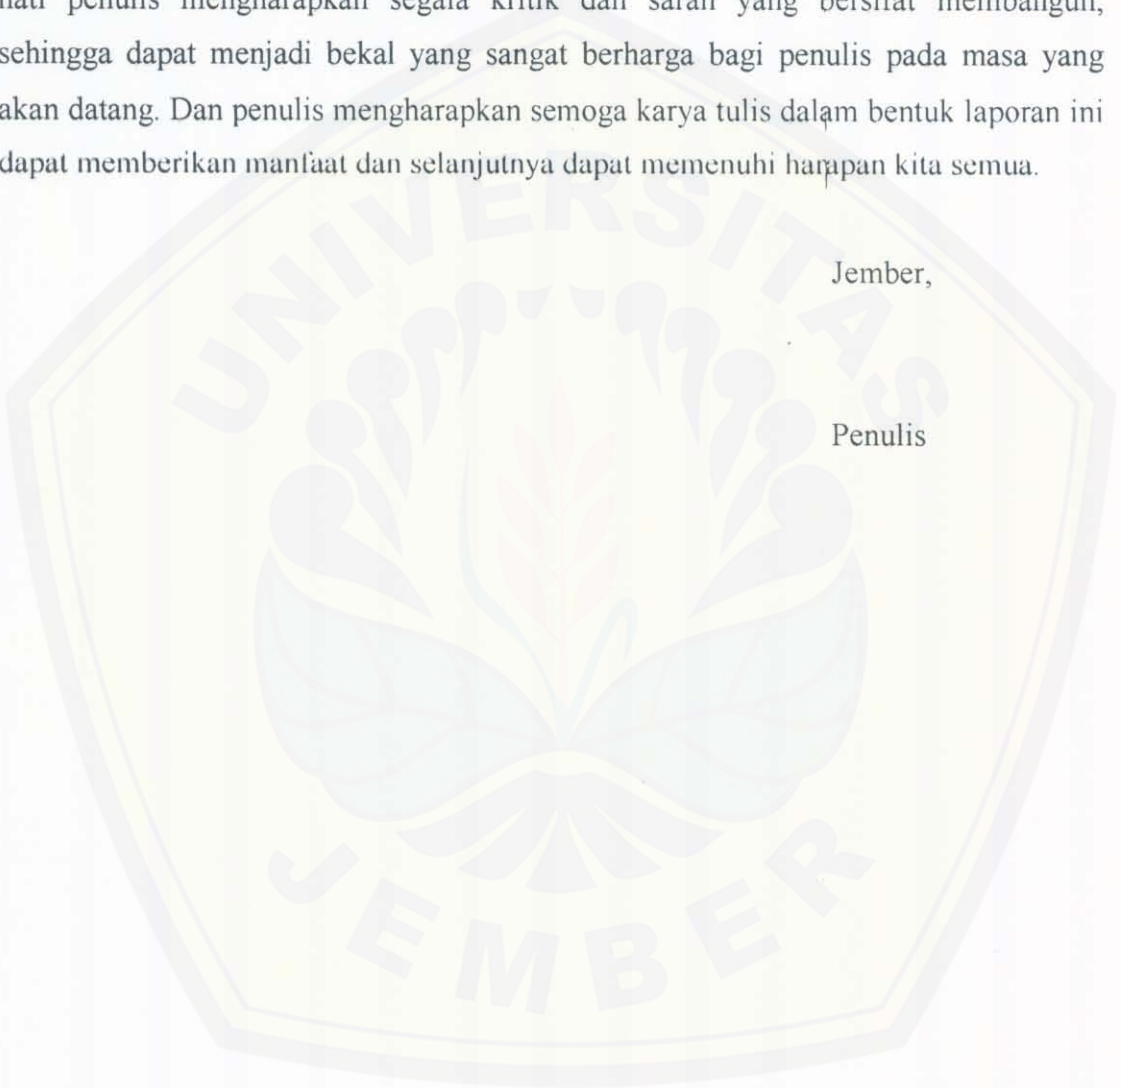 hati penulis mengharapkan segala kritik dan saran yang bersifat membangun,
sehingga dapat menjadi bekal yang sangat berharga bagi penulis pada masa yang
akan datang. Dan penulis mengharapkan semoga karya tulis dalam bentuk laporan ini
dapat memberikan manfaat dan selanjutnya dapat memenuhi harapan kita semua.
UNIVERSITAS
Jember,
Penulis
JEMBER